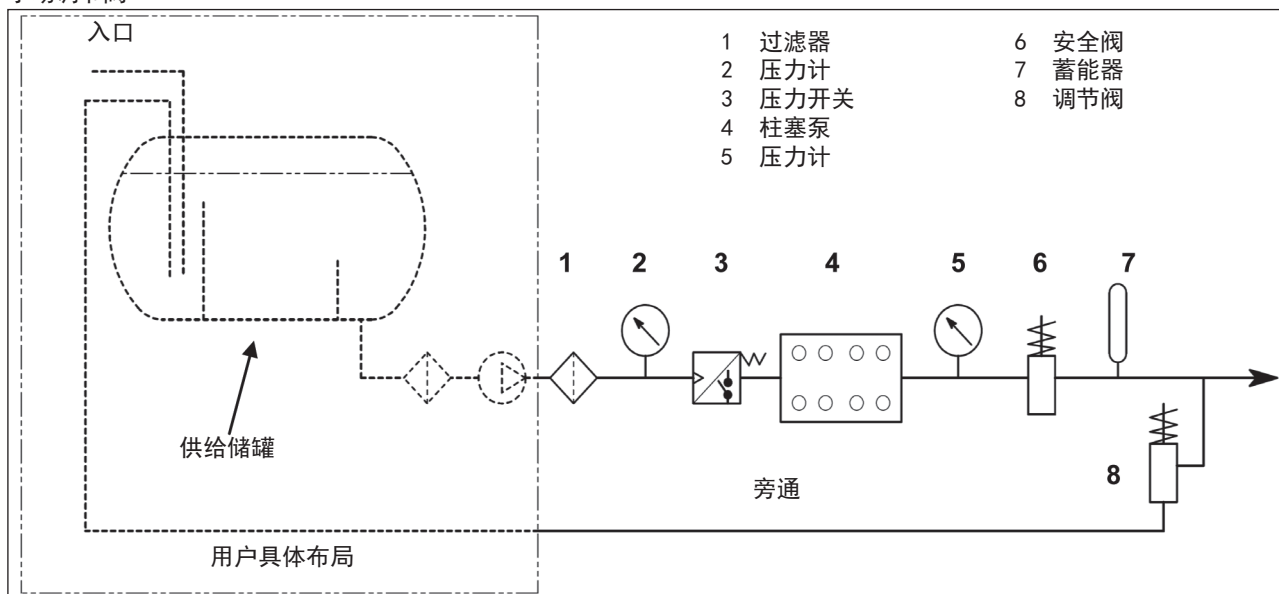 入口
1 过滤器
2 压力计
3 压力开关
4 柱塞泵
5 压力计
6 安全阀
7 蓄能器
8 调节阀
1 2 3 4 5 6 7
供给储罐
8
旁通
用户具体布局